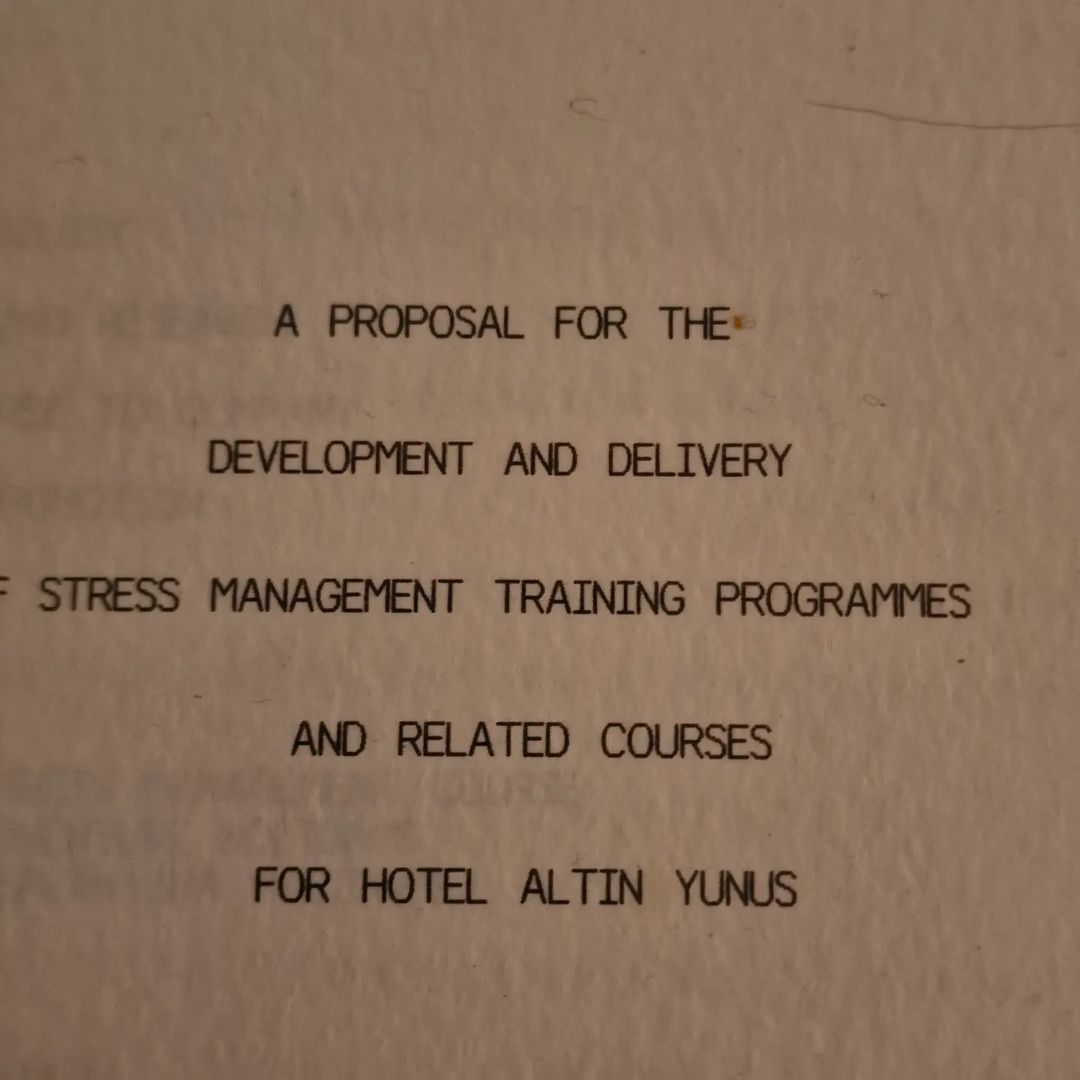 A PROPOSAL FOR THE
DEVELOPMENT AND DELIVERY
F STRESS MANAGEMENT TRAINING PROGRAMMES
AND RELATED COURSES
FOR HOTEL ALTIN YUNUS